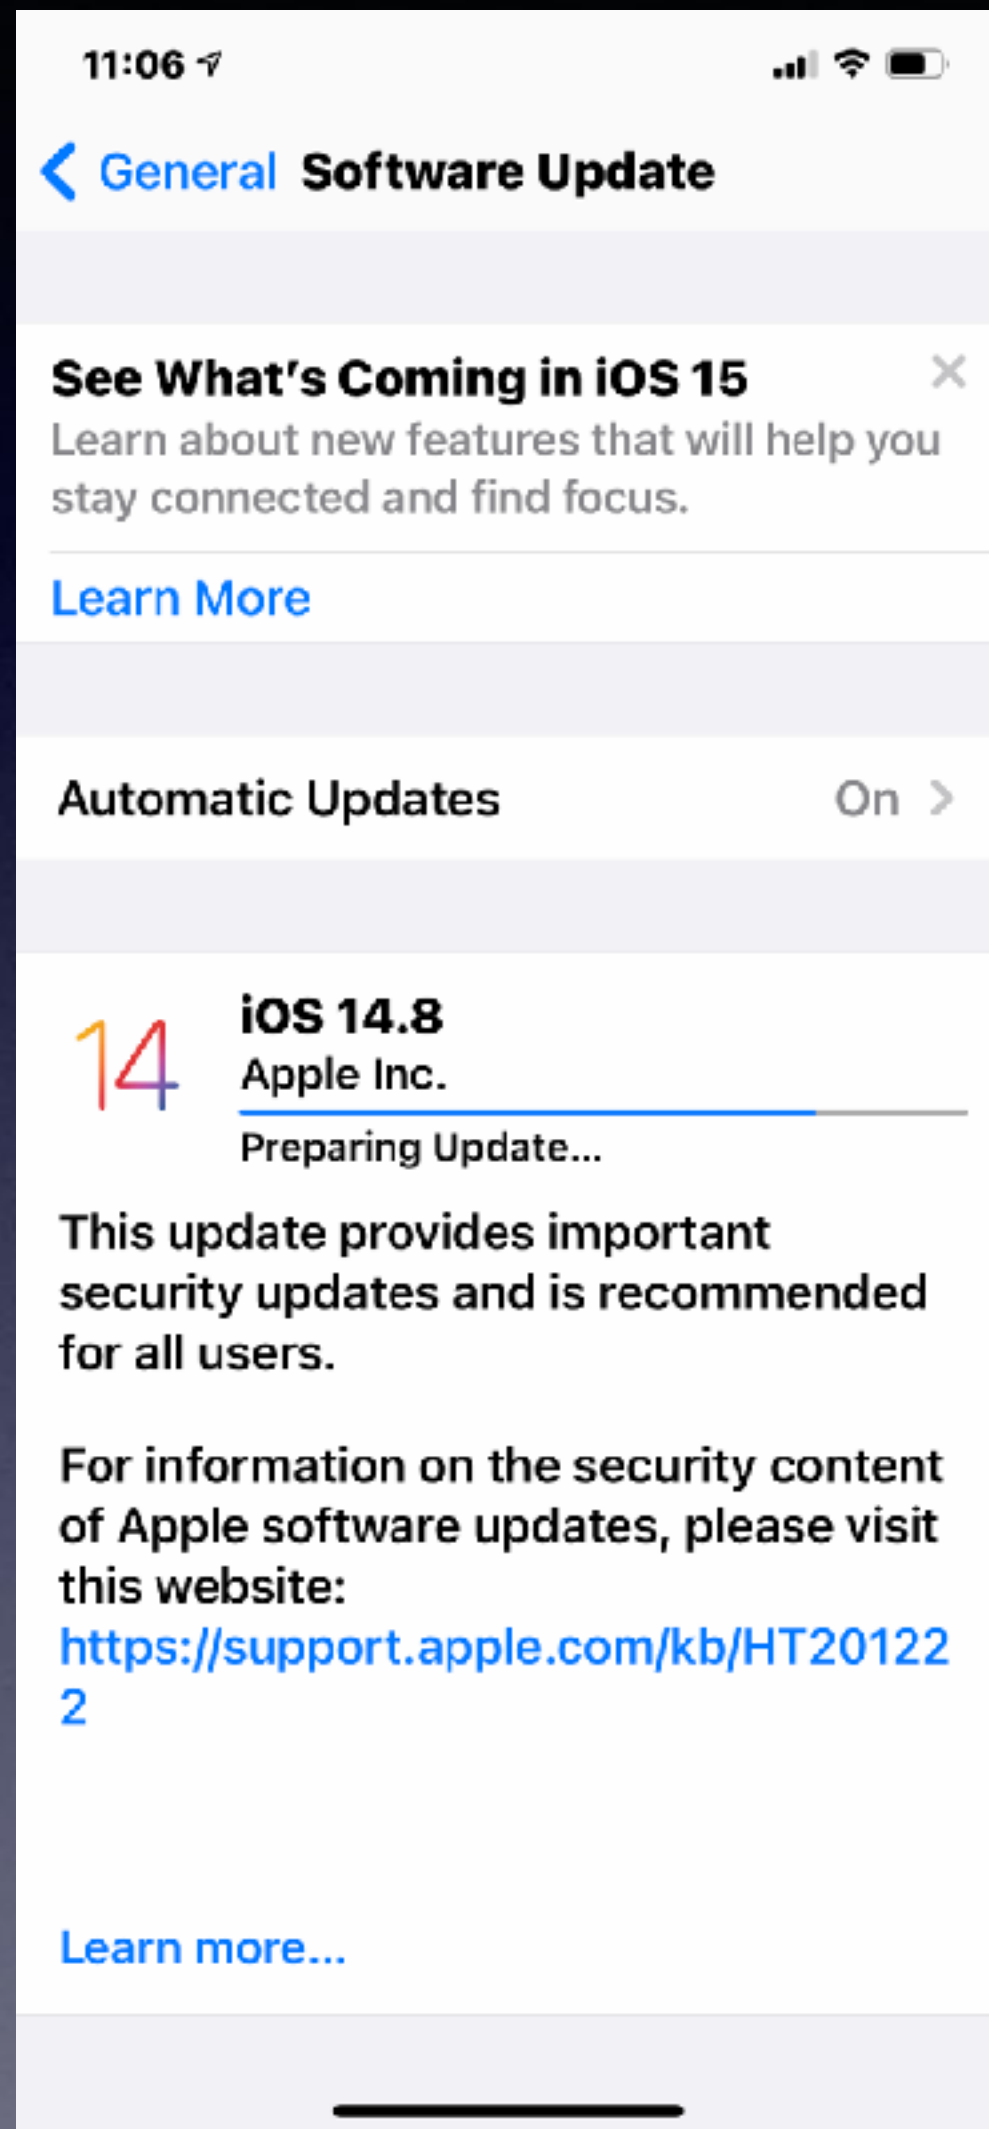 11:06
General Software Update
See What's Coming in iOS 15
Learn about new features that will help you
stay connected and find focus.
Learn More
Automatic Updates On
14
iOS 14.8
Apple Inc.
Preparing Update...
This update provides important
security updates and is recommended
for all users.
For information on the security content
of Apple software updates, please visit
this website:
https://support.apple.com/kb/HT20122
2
Learn more...